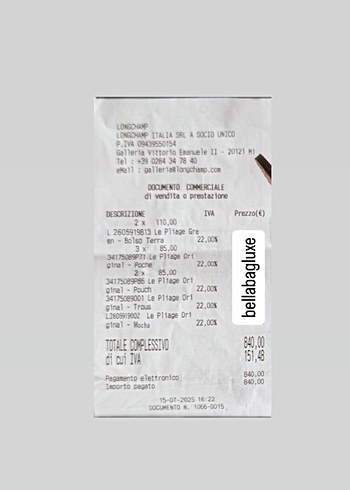 LONGCHAMP
LONGCHAMP ITALIA SRL A SOCIO UNICO
P.IVA 09439550154
Galleria Vittorio Emanuele II - 20121 MI
Tel : +39 0284 34 78 40
eMail : galleria@longchamp.com
DOCUMENTO COMMERCIALE
di vendita o prestazione
DESCRIZIONE IVA Prezzo(€)
2 x 110,00
L 2605919813 Le Pliage Gre
en - Bolso Terra 22,00%
3 x 85,00
34175089P71 Le Pliage Ori
ginal - Poche 22,00%
2 x 85,00
34175089P86 Le Pliage Ori
ginal - Pouch 22,00%
34175089001 Le Pliage Ori
ginal - Trous 22,00%
L2605919002 Le Pliage Ori
ginal - Mocha 22,00%
bellabagluxe
TOTALE COMPLESSIVO 840,00
di cui IVA 151,48
Pagamento elettronico 840,00
Importo pagato 840,00
15-07-2025 16:22
DOCUMENTO N. 1066-0015